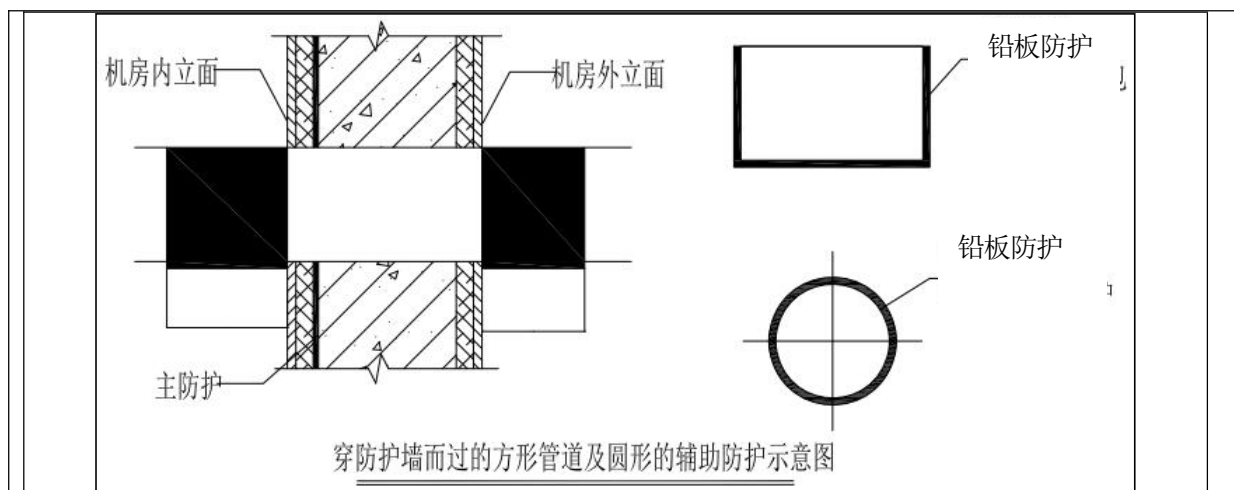 铅板防护
机房内立面
机房外立面
铅板防护
主防护
穿防护墙而过的方形管道及圆形的辅助防护示意图